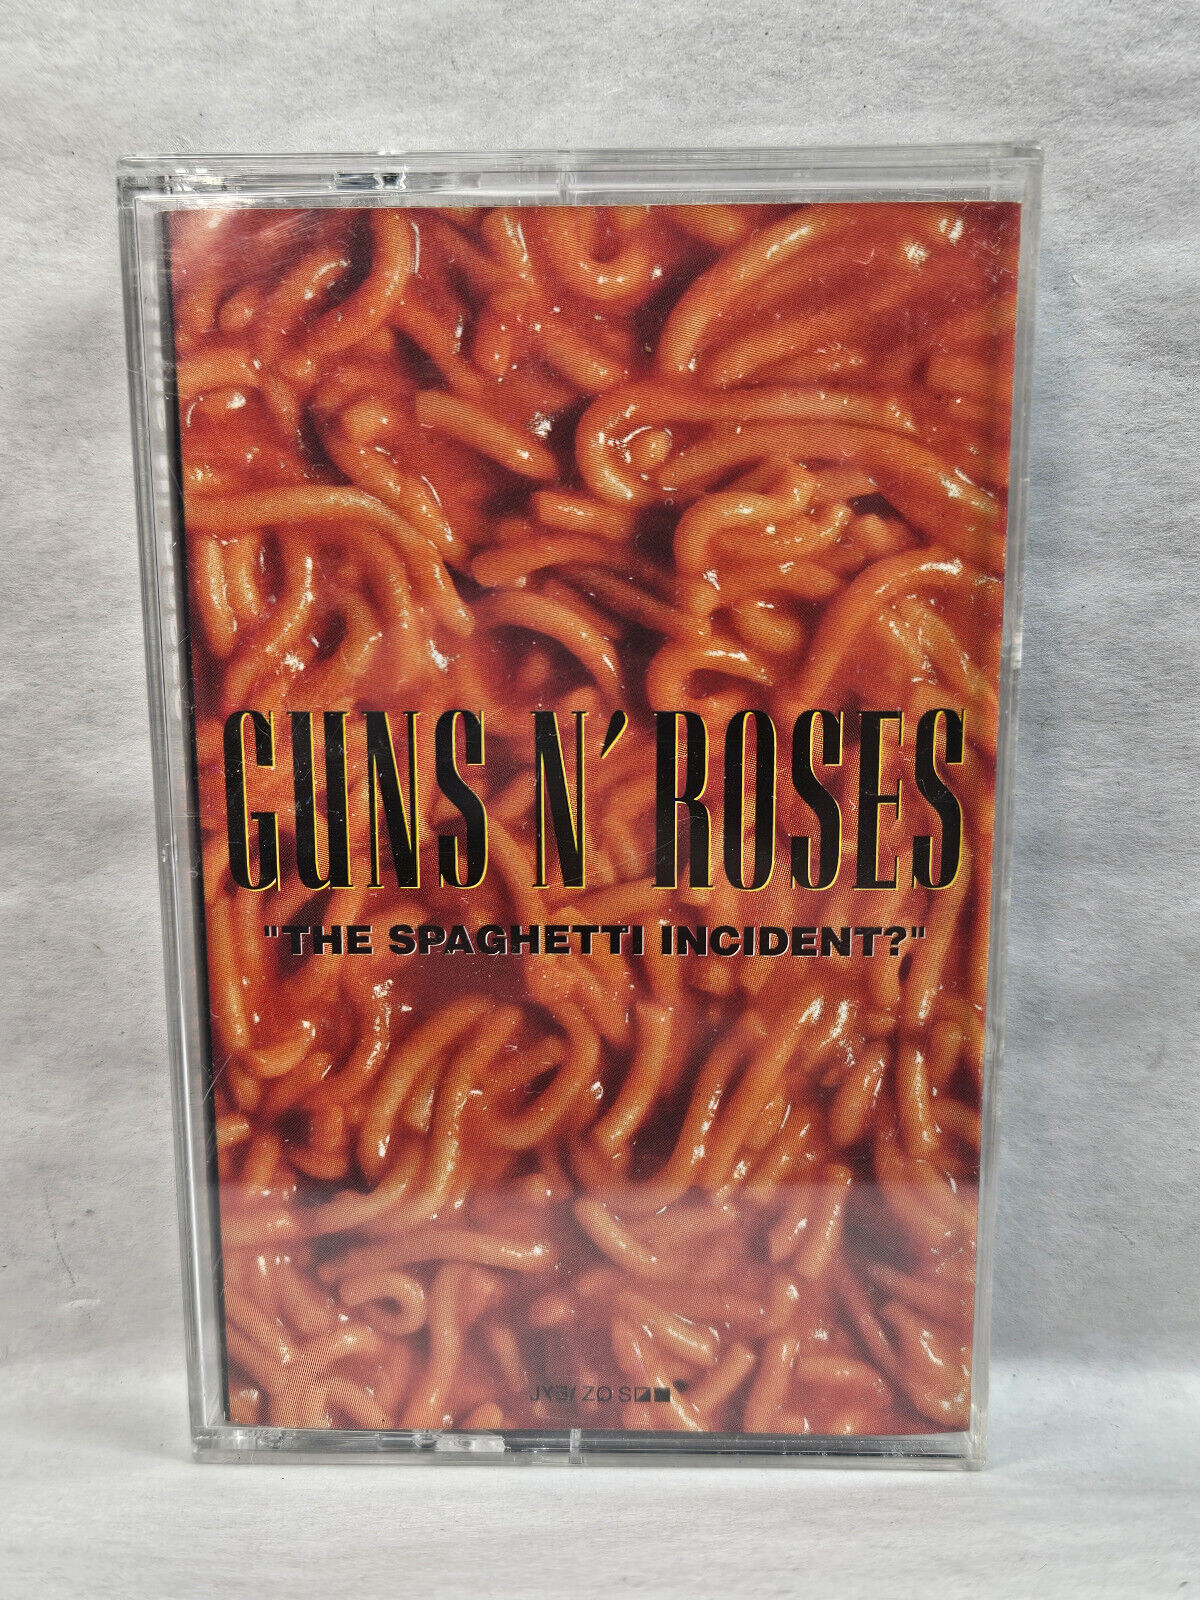 GUNS N' ROSES
"THE SPAGHETTI INCIDENT?"